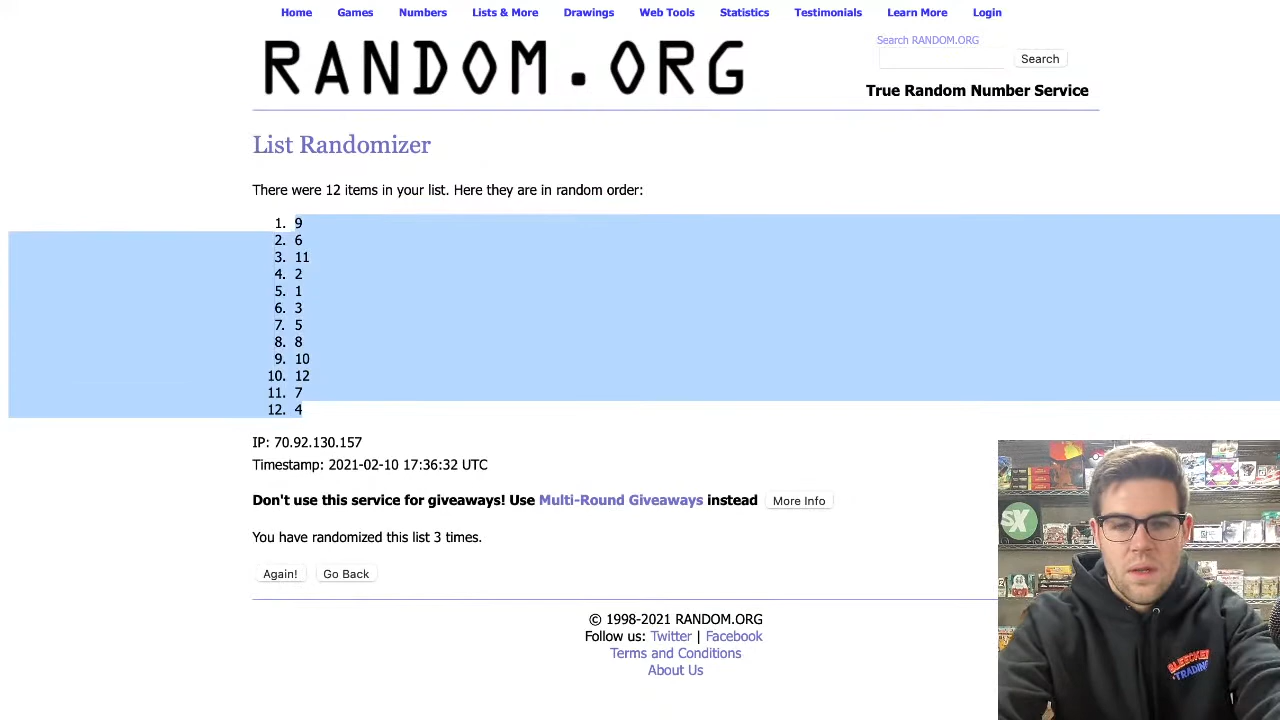 Home Games Numbers Lists & More Drawings Web Tools Statistics Testimonials Learn More Login
RANDOM.ORG
Search RANDOM.ORG
Search
True Random Number Service
List Randomizer
There were 12 items in your list. Here they are in random order:
1. 9
2. 6
3. 11
4. 2
5. 1
6. 3
7. 5
8. 8
9. 10
10. 12
11. 7
12. 4
IP: 70.92.130.157
Timestamp: 2021-02-10 17:36:32 UTC
Don't use this service for giveaways! Use Multi-Round Giveaways instead More Info
You have randomized this list 3 times.
Again! Go Back
© 1998-2021 RANDOM.ORG
Follow us: Twitter | Facebook
Terms and Conditions
About Us
SX
BLEECKER
TRADING